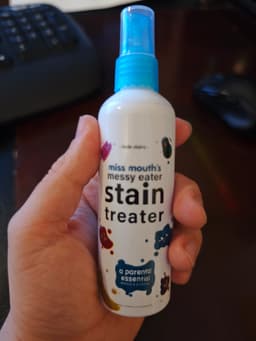 miss mouth's
messy eater
stain
treater
a parents'
essential